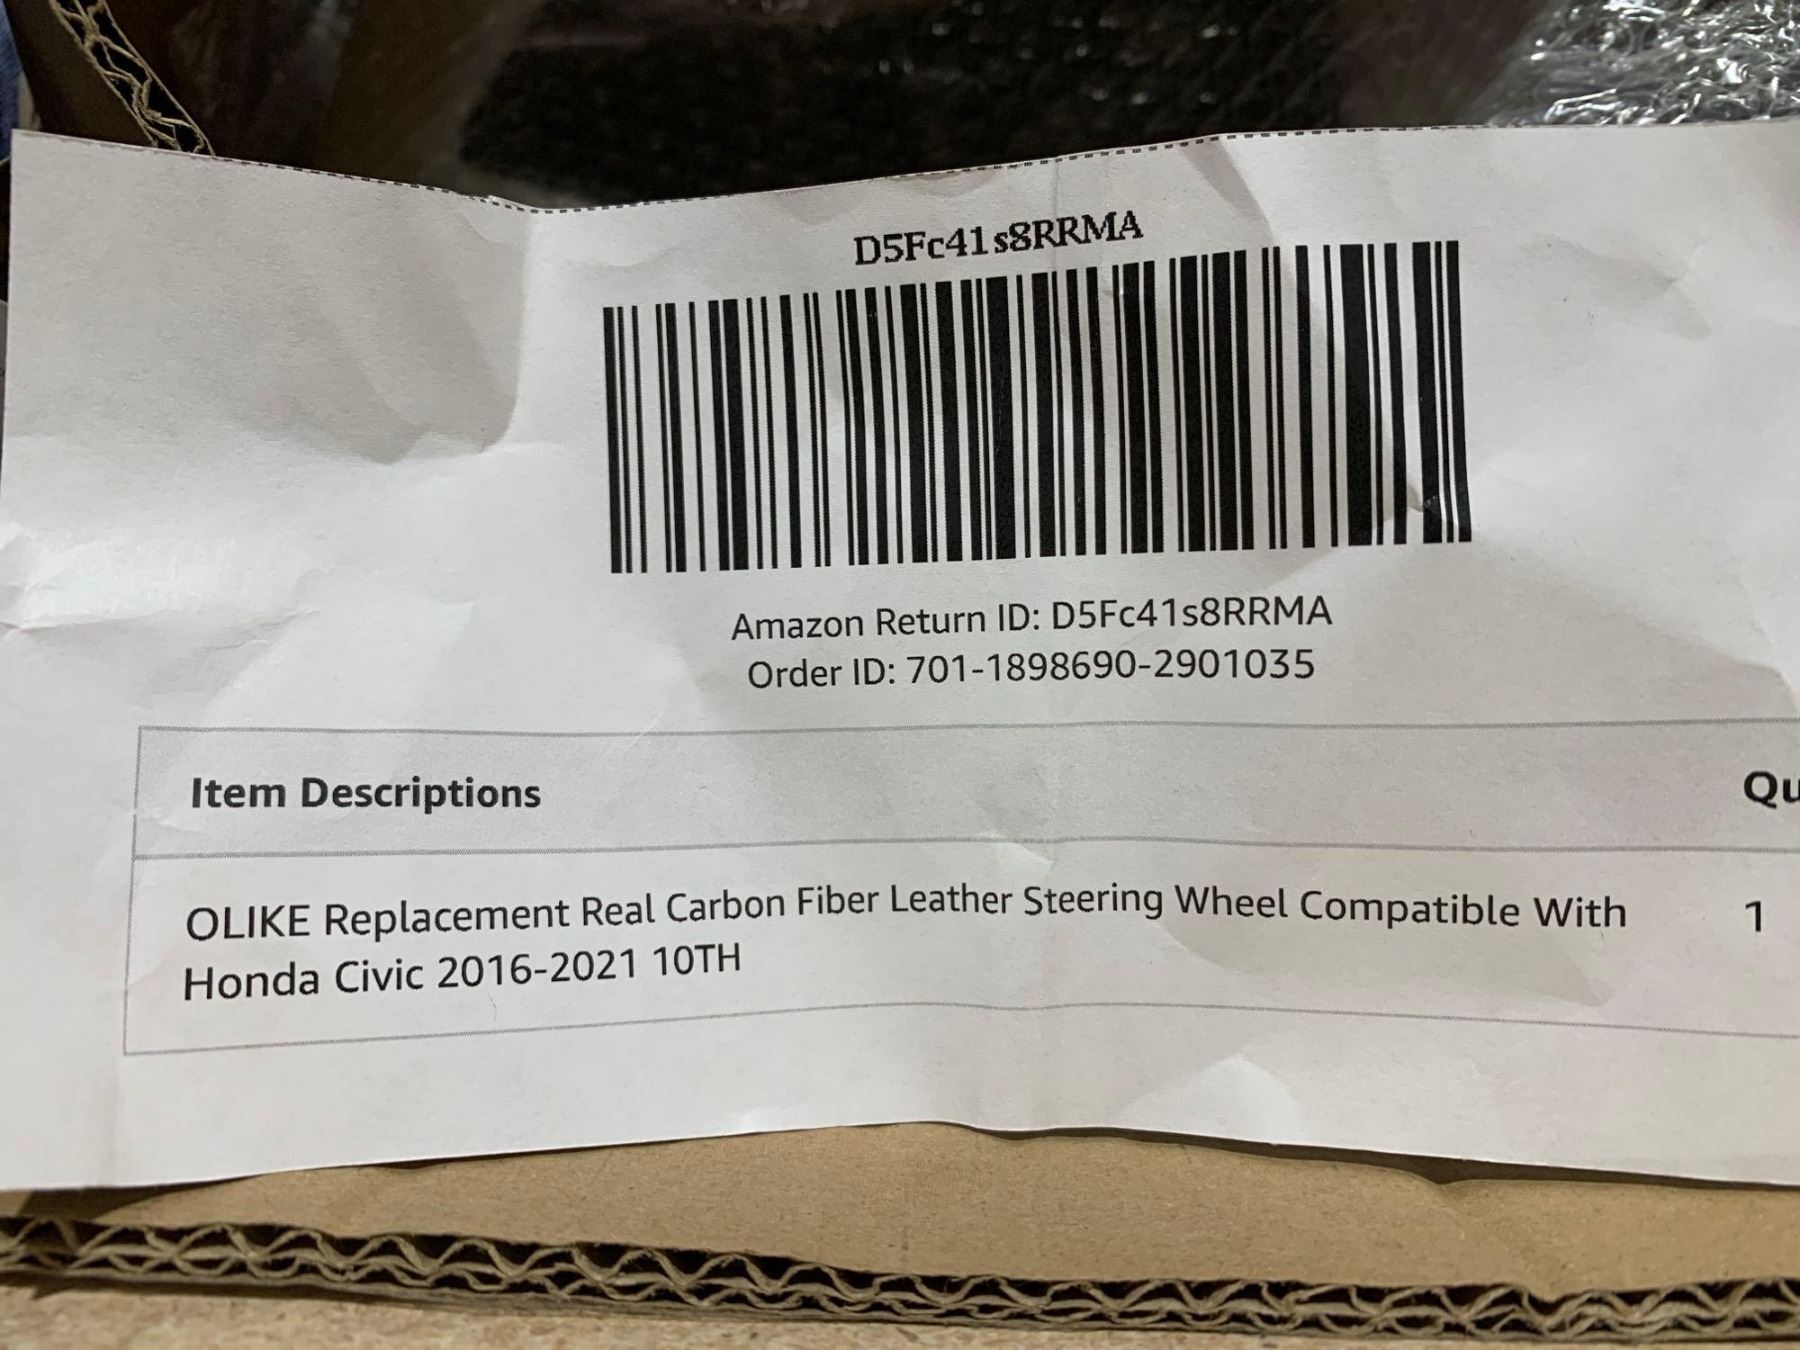 D5Fc41s8RRMA
Amazon Return ID: D5Fc41s8RRMA
Order ID: 701-1898690-2901035
Item Descriptions Qu
OLIKE Replacement Real Carbon Fiber Leather Steering Wheel Compatible With 1
Honda Civic 2016-2021 10TH